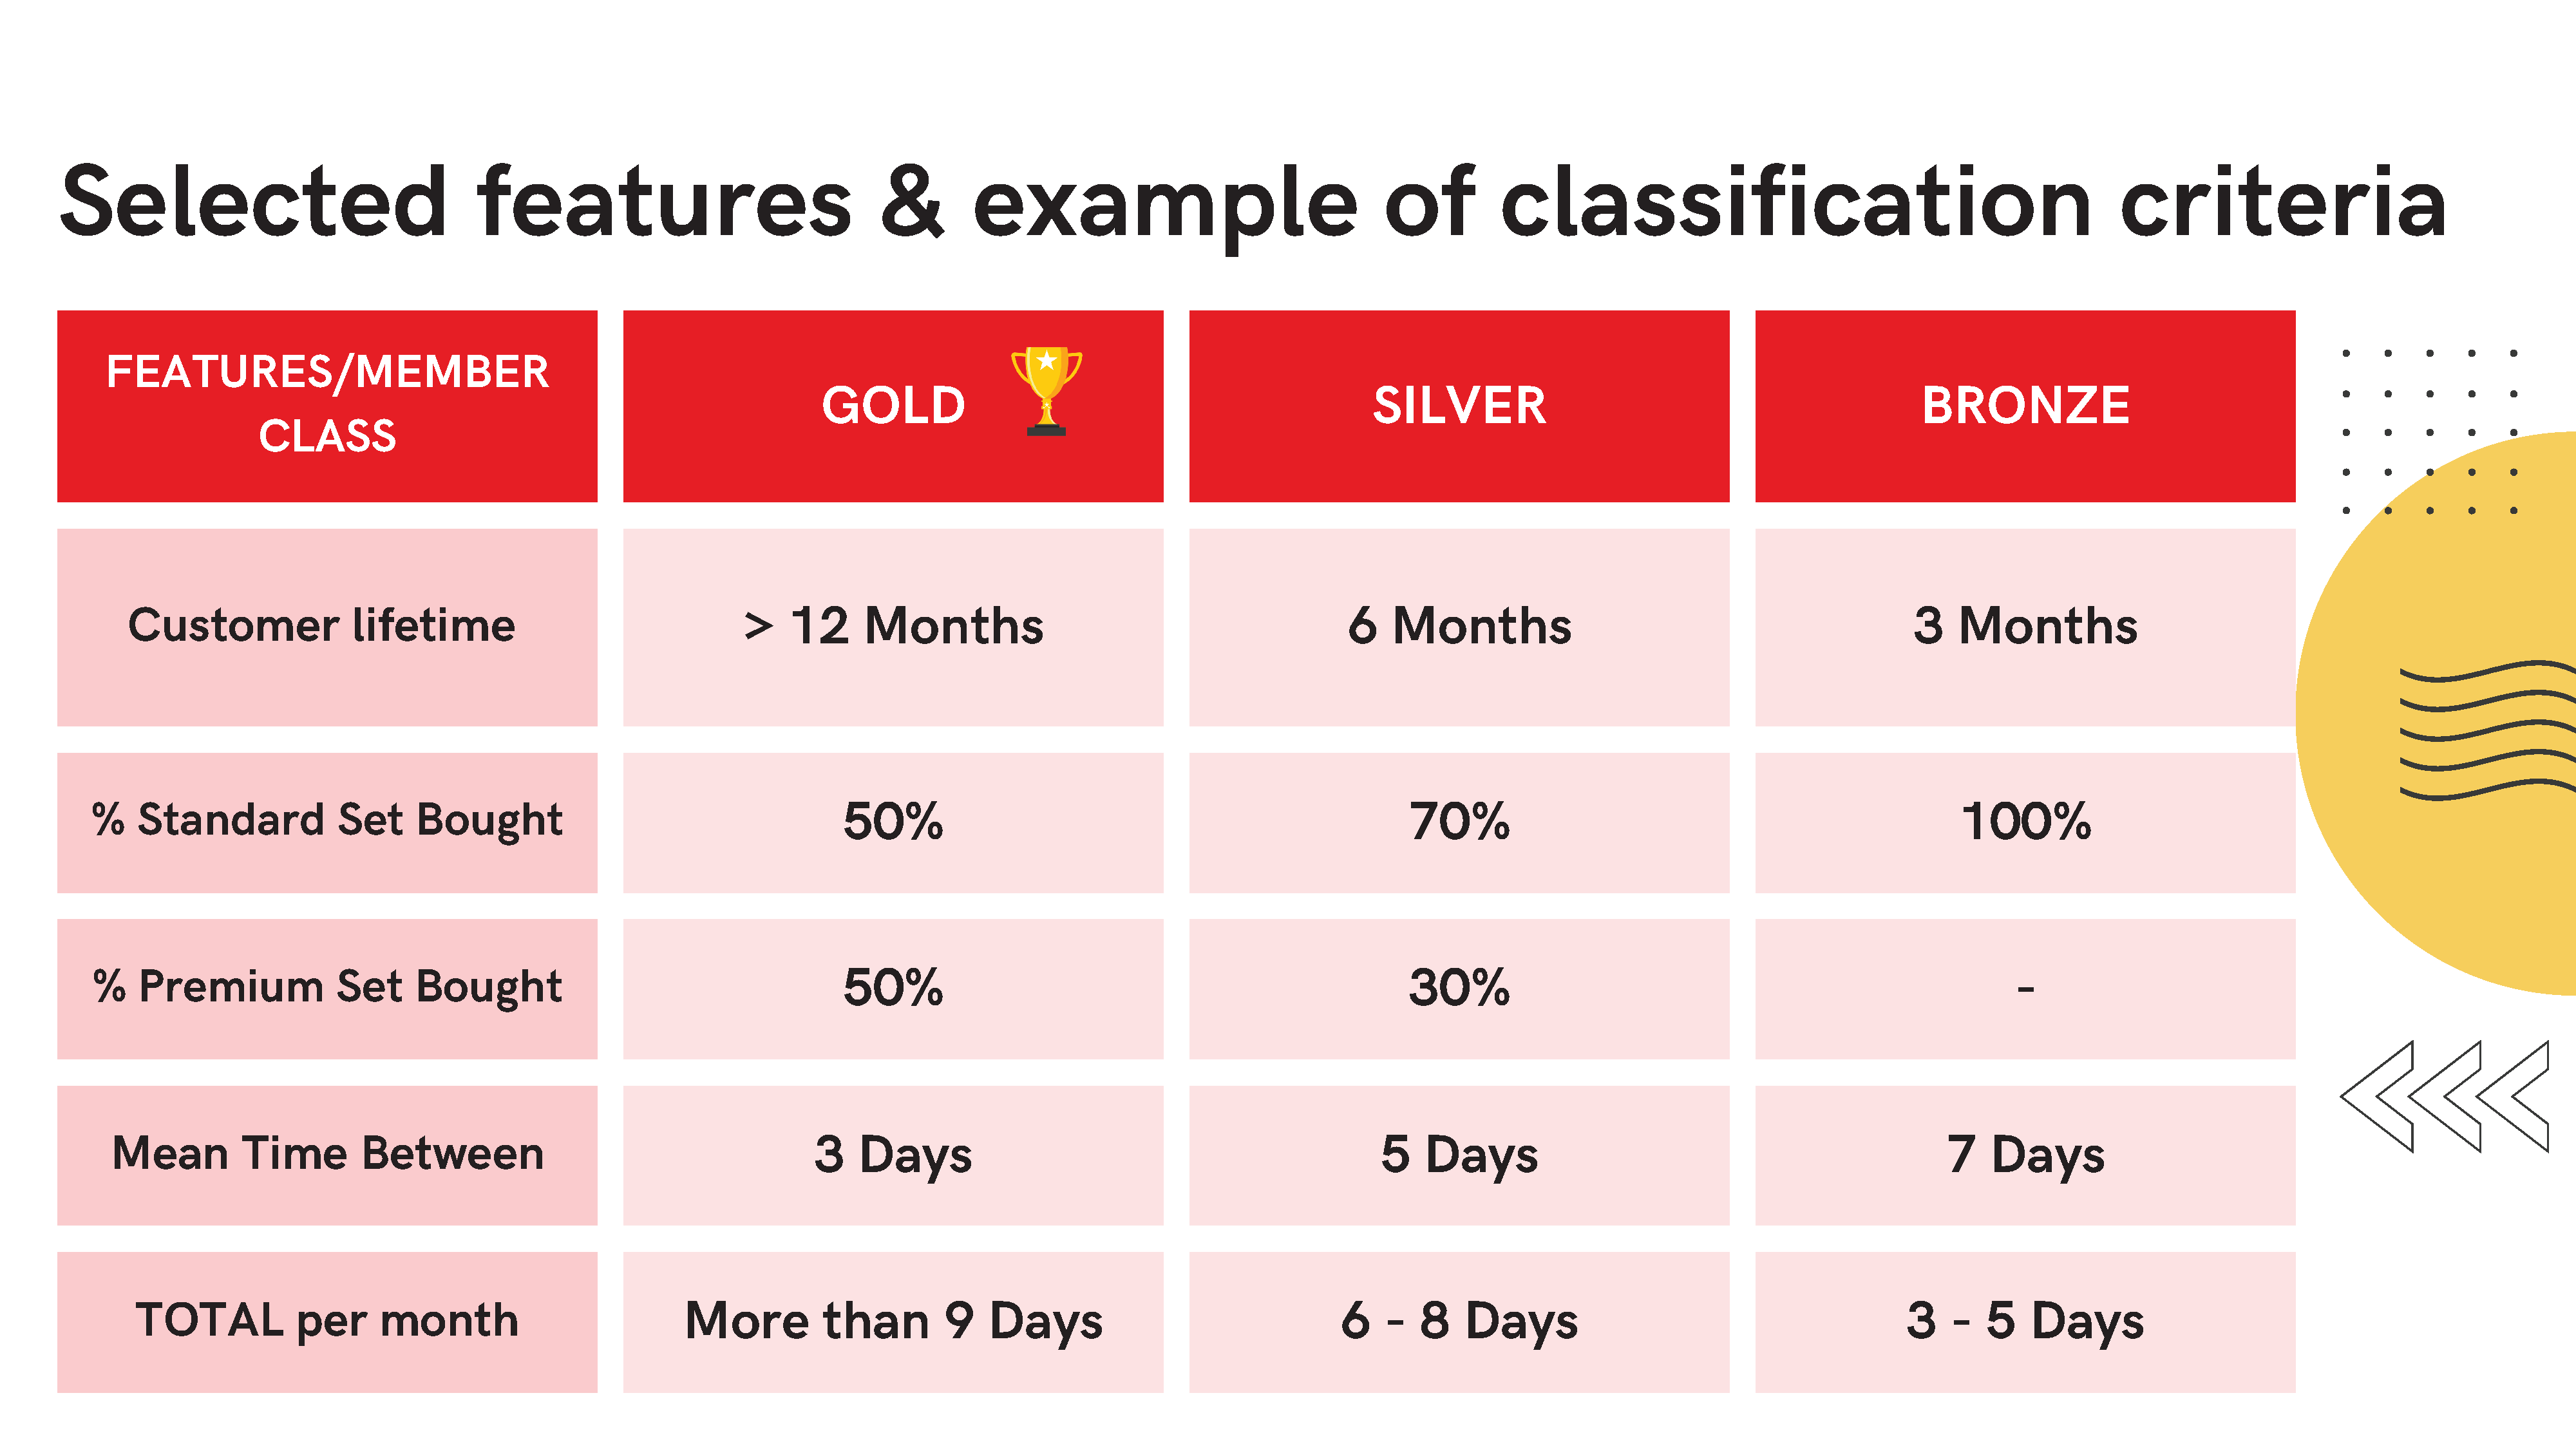 Selected features & example of classification criteria
FEATURES/MEMBER
CLASS
GOLD
SILVER
BRONZE
Customer lifetime
> 12 Months
6 Months
3 Months
% Standard Set Bought
50%
70%
100%
% Premium Set Bought
50%
30%
-
Mean Time Between
3 Days
5 Days
7 Days
TOTAL per month
More than 9 Days
6 - 8 Days
3 - 5 Days